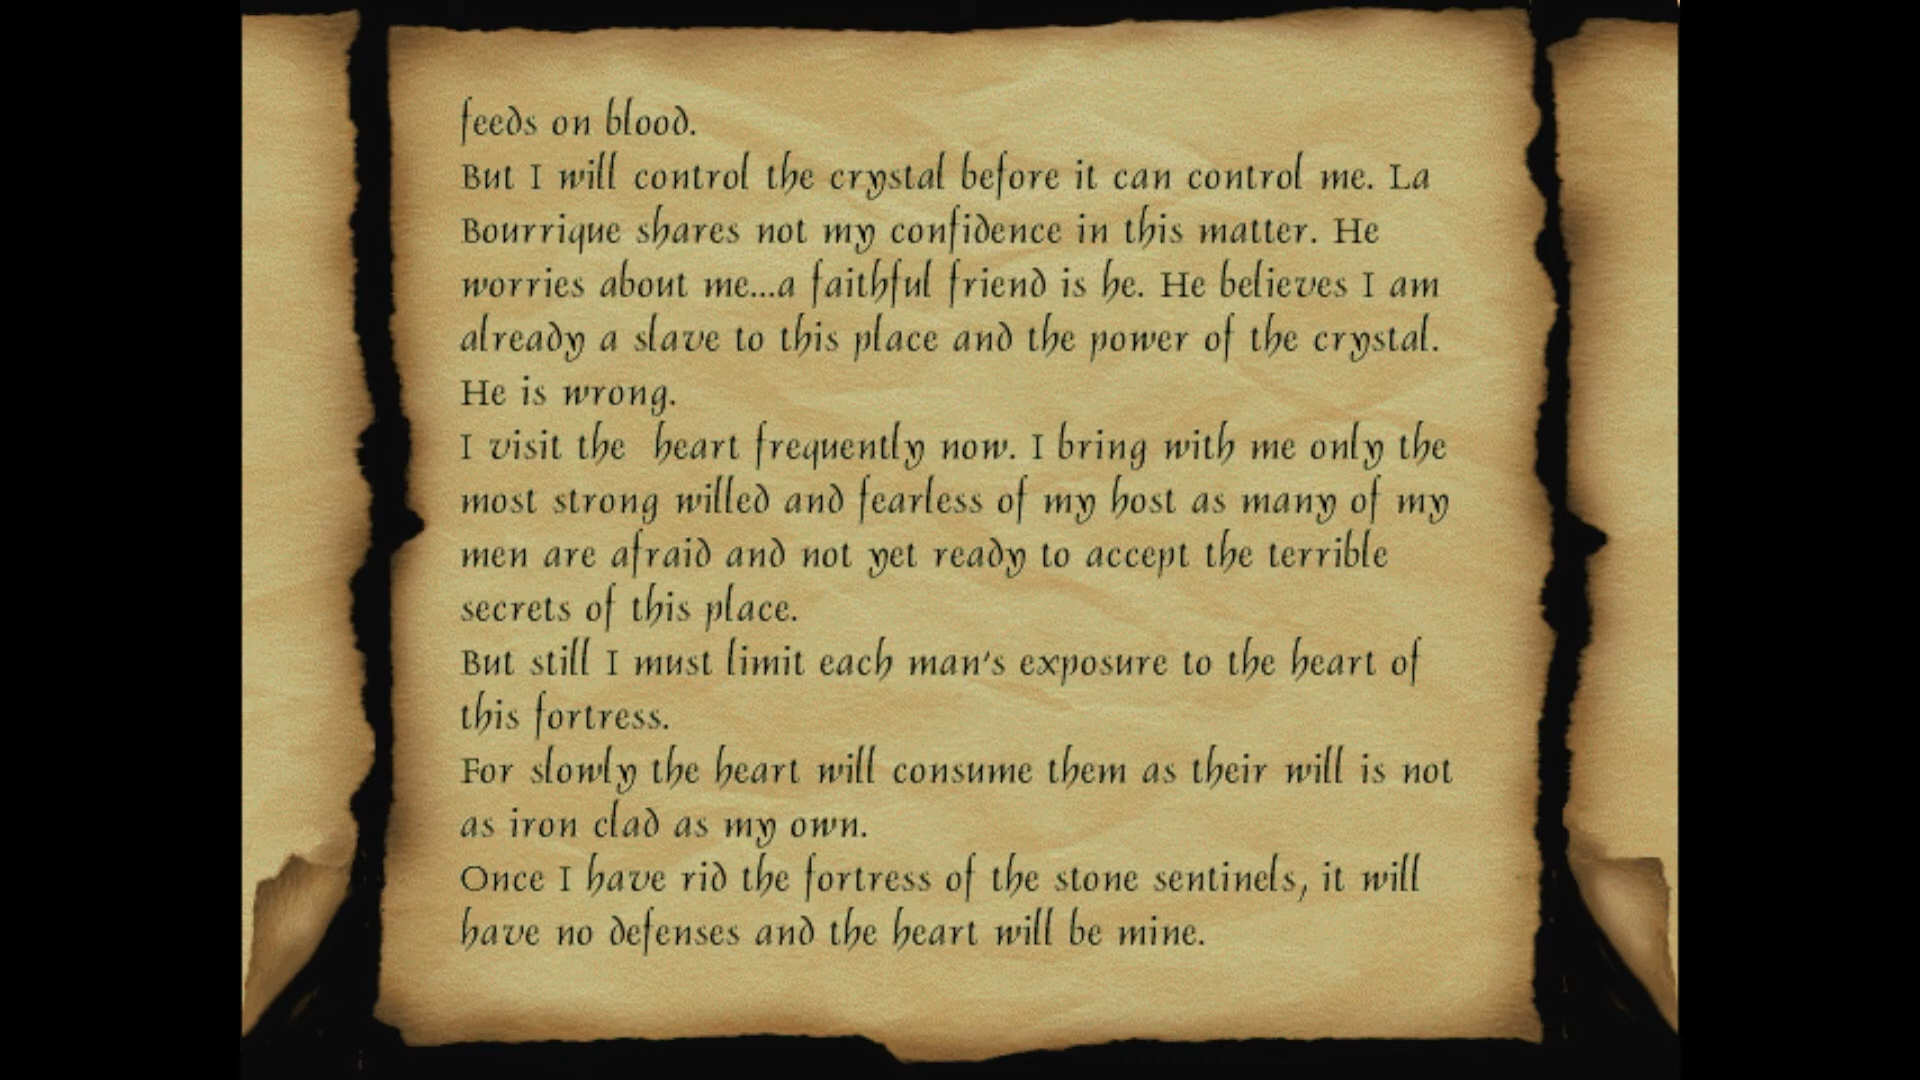 feeds on blood.
But I will control the crystal before it can control me. La
Bourrique shares not my confidence in this matter. He
worries about me...a faithful friend is he. He believes I am
already a slave to this place and the power of the crystal.
He is wrong.
I visit the heart frequently now. I bring with me only the
most strong willed and fearless of my host as many of my
men are afraid and not yet ready to accept the terrible
secrets of this place.
But still I must limit each man's exposure to the heart of
this fortress.
For slowly the heart will consume them as their will is not
as iron clad as my own.
Once I have rid the fortress of the stone sentinels, it will
have no defenses and the heart will be mine.